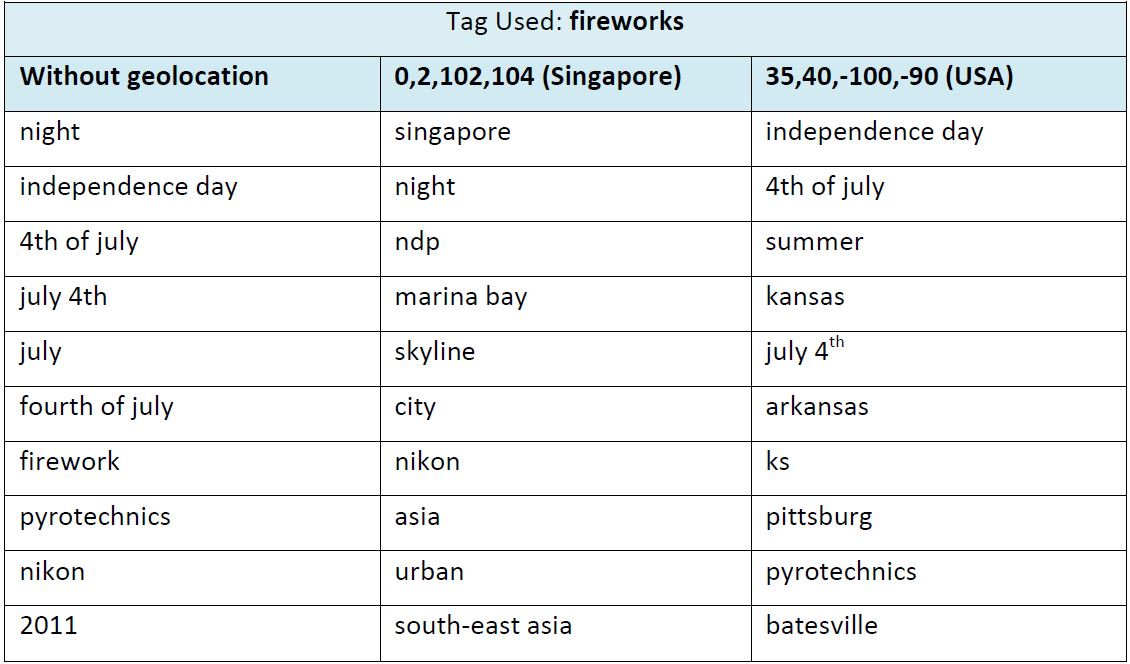 Tag Used: fireworks
Without geolocation 0,2,102,104 (Singapore) 35,40,-100,-90 (USA)
night singapore independence day
independence day night 4th of july
4th of july ndp summer
july 4th marina bay kansas
july skyline july 4th
fourth of july city arkansas
firework nikon ks
pyrotechnics asia pittsburg
nikon urban pyrotechnics
2011 south-east asia batesville